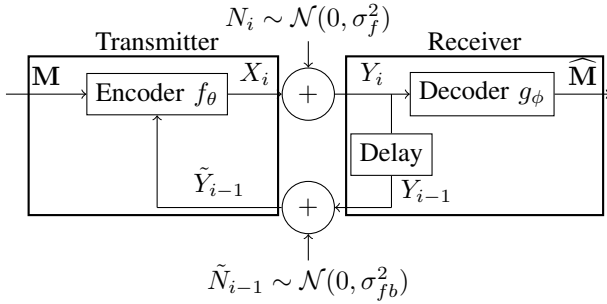 N_i ∼ 𝒩(0, σ_f^2)
Transmitter
Receiver
M
Encoder f_θ
X_i
+
Y_i
Decoder g_ϕ
M̂
Delay
Ỹ_{i−1}
Y_{i−1}
+
Ñ_{i−1} ∼ 𝒩(0, σ_{fb}^2)